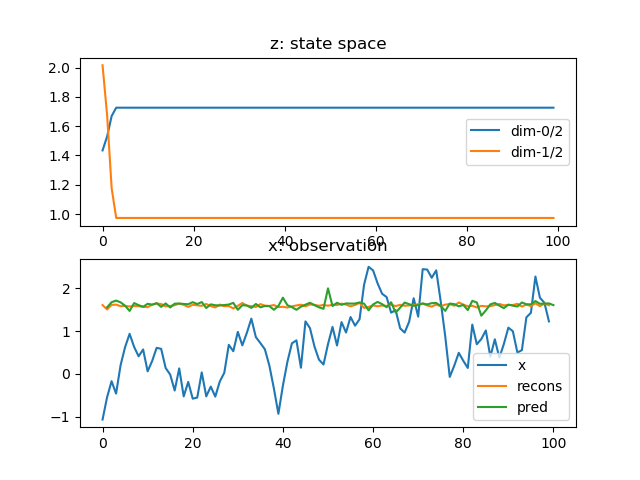 z: state space
2.0
1.8
1.6
1.4
1.2
1.0
dim-0/2
dim-1/2
0 20 40 60 80 100
x: observation
2
1
0
−1
x
recons
pred
0 20 40 60 80 100